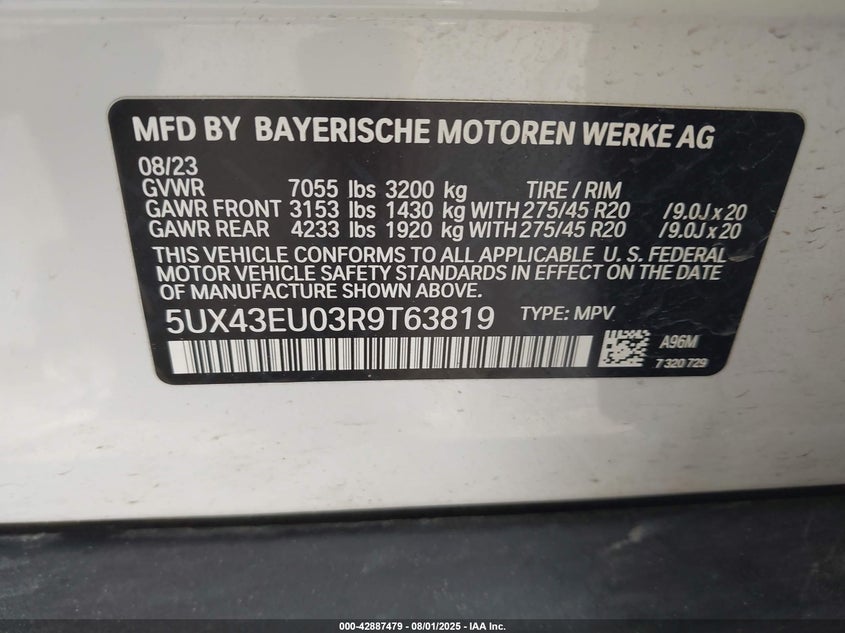 MFD BY BAYERISCHE MOTOREN WERKE AG
08/23
GVWR 7055 lbs 3200 kg TIRE / RIM
GAWR FRONT 3153 lbs 1430 kg WITH 275/45 R20 /9.0J x 20
GAWR REAR 4233 lbs 1920 kg WITH 275/45 R20 /9.0J x 20
THIS VEHICLE CONFORMS TO ALL APPLICABLE U. S. FEDERAL
MOTOR VEHICLE SAFETY STANDARDS IN EFFECT ON THE DATE
OF MANUFACTURE SHOWN ABOVE.
5UX43EU03R9T63819 TYPE: MPV
A96M
7 320 729
000-42887479 - 08/01/2025 - IAA Inc.